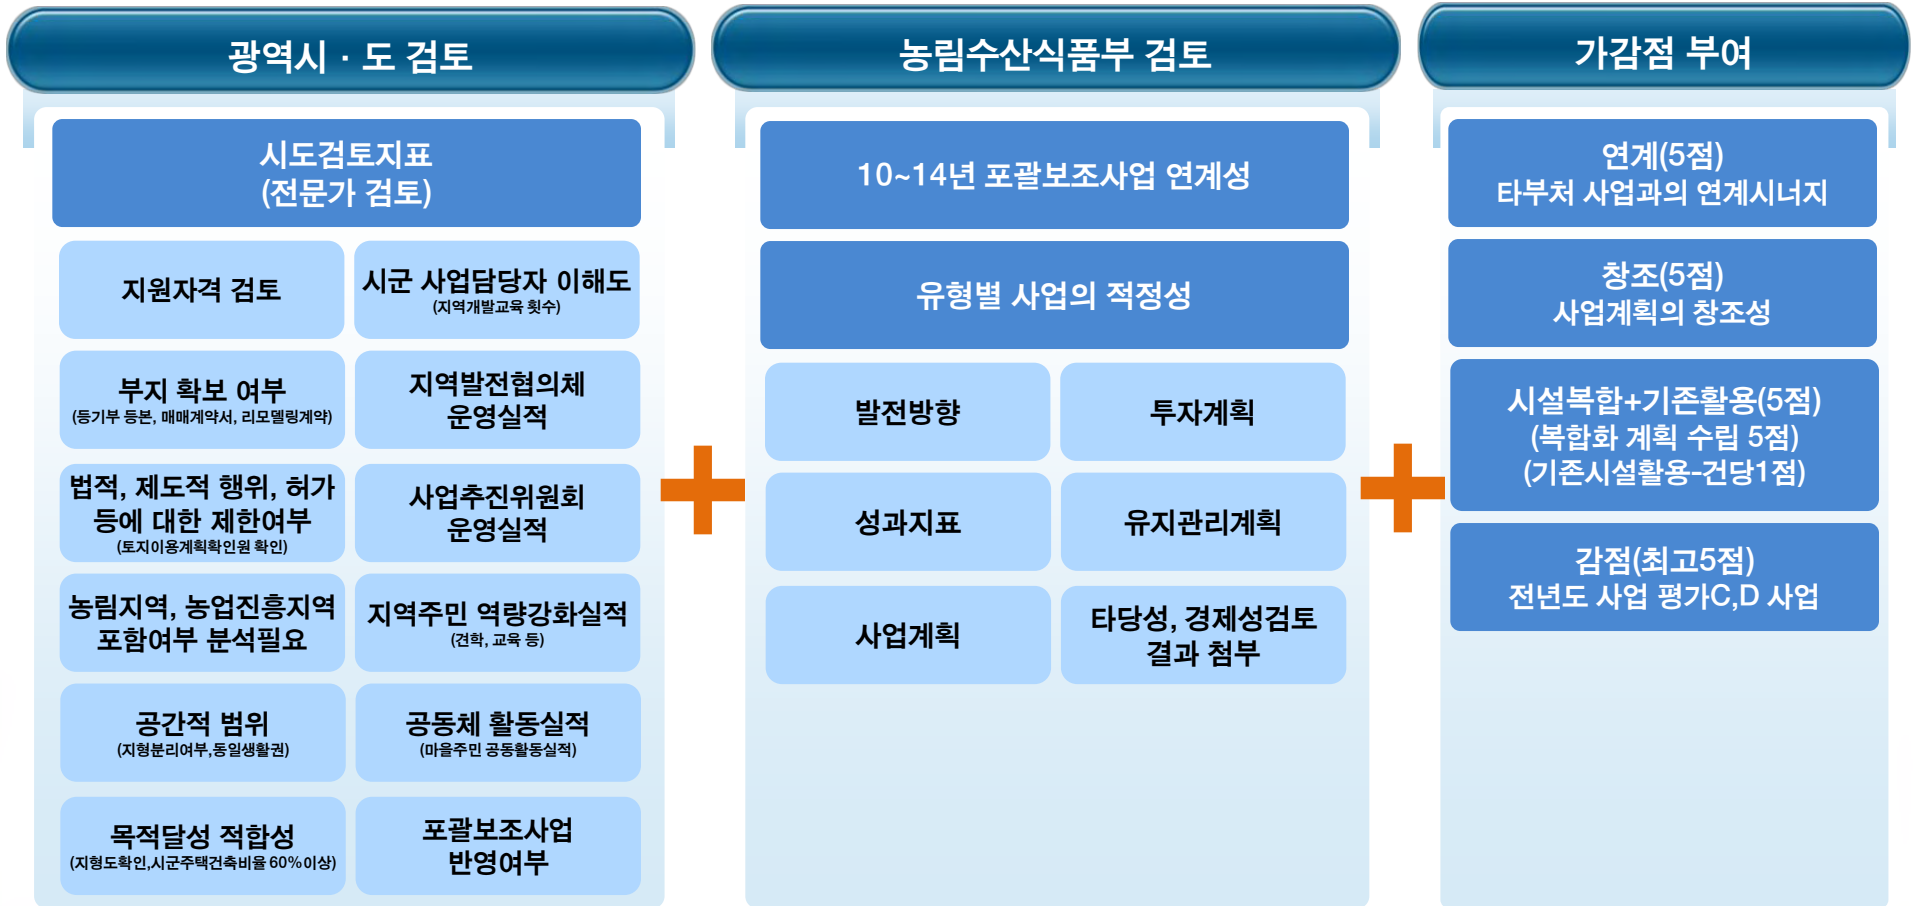 광역시 · 도 검토
시도검토지표
(전문가 검토)
지원자격 검토
시군 사업담당자 이해도
(지역개발교육 횟수)
부지 확보 여부
(등기부 등본, 매매계약서, 리모델링계약)
지역발전협의체
운영실적
법적, 제도적 행위, 허가
등에 대한 제한여부
(토지이용계획확인원 확인)
사업추진위원회
운영실적
농림지역, 농업진흥지역
포함여부 분석필요
지역주민 역량강화실적
(견학, 교육 등)
공간적 범위
(지형분리여부,동일생활권)
공동체 활동실적
(마을주민 공동활동실적)
목적달성 적합성
(지형도확인,시군주택건축비율 60%이상)
포괄보조사업
반영여부
농림수산식품부 검토
10~14년 포괄보조사업 연계성
유형별 사업의 적정성
발전방향
투자계획
성과지표
유지관리계획
사업계획
타당성, 경제성검토
결과 첨부
가감점 부여
연계(5점)
타부처 사업과의 연계시너지
창조(5점)
사업계획의 창조성
시설복합+기존활용(5점)
(복합화 계획 수립 5점)
(기존시설활용-건당1점)
감점(최고5점)
전년도 사업 평가C,D 사업